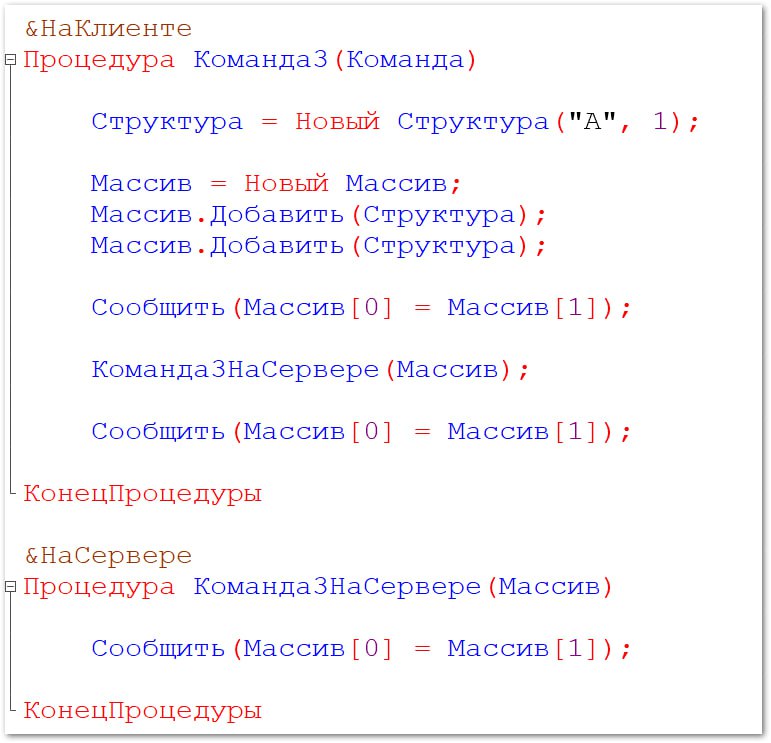 &НаКлиенте
Процедура Команда3(Команда)
Структура = Новый Структура("А", 1);
Массив = Новый Массив;
Массив.Добавить(Структура);
Массив.Добавить(Структура);
Сообщить(Массив[0] = Массив[1]);
Команда3НаСервере(Массив);
Сообщить(Массив[0] = Массив[1]);
КонецПроцедуры
&НаСервере
Процедура Команда3НаСервере(Массив)
Сообщить(Массив[0] = Массив[1]);
КонецПроцедуры